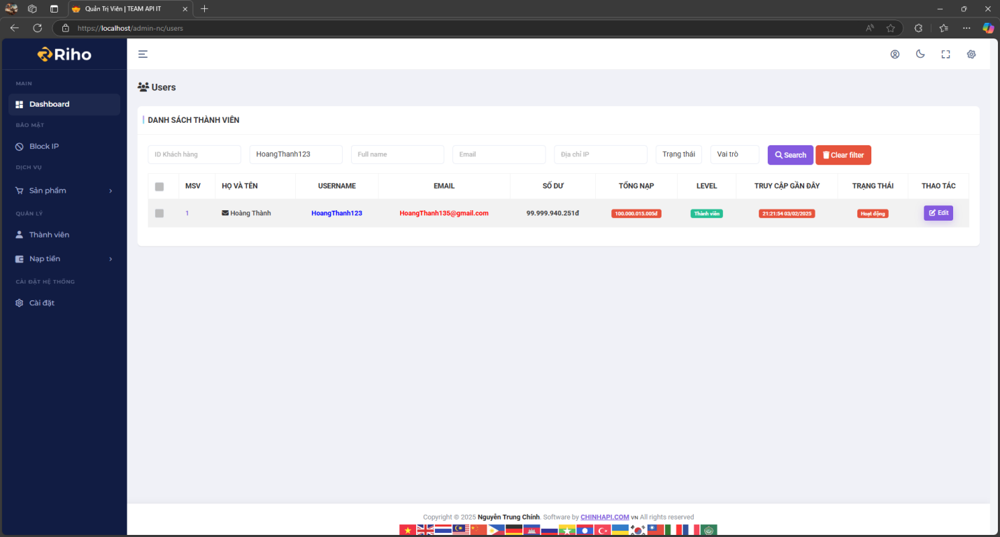 Quản Trị Viên | TEAM API IT
https://localhost/admin-nc/users
Riho
MAIN
Dashboard
BẢO MẬT
Block IP
DỊCH VỤ
Sản phẩm
QUẢN LÝ
Thành viên
Nạp tiền
CÀI ĐẶT HỆ THỐNG
Cài đặt
Users
DANH SÁCH THÀNH VIÊN
ID Khách hàng HoangThanh123 Full name Email Địa chỉ IP Trạng thái Vai trò Search Clear filter
MSV HỌ VÀ TÊN USERNAME EMAIL SỐ DƯ TỔNG NẠP LEVEL TRUY CẬP GẦN ĐÂY TRẠNG THÁI THAO TÁC
1 Hoàng Thành HoangThanh123 HoangThanh135@gmail.com 99.999.940.251đ 100.000.015.005đ Thành viên 21:21:54 03/02/2025 Hoạt động Edit
Copyright © 2025 Nguyễn Trung Chính. Software by CHINHAPI.COM VN All rights reserved